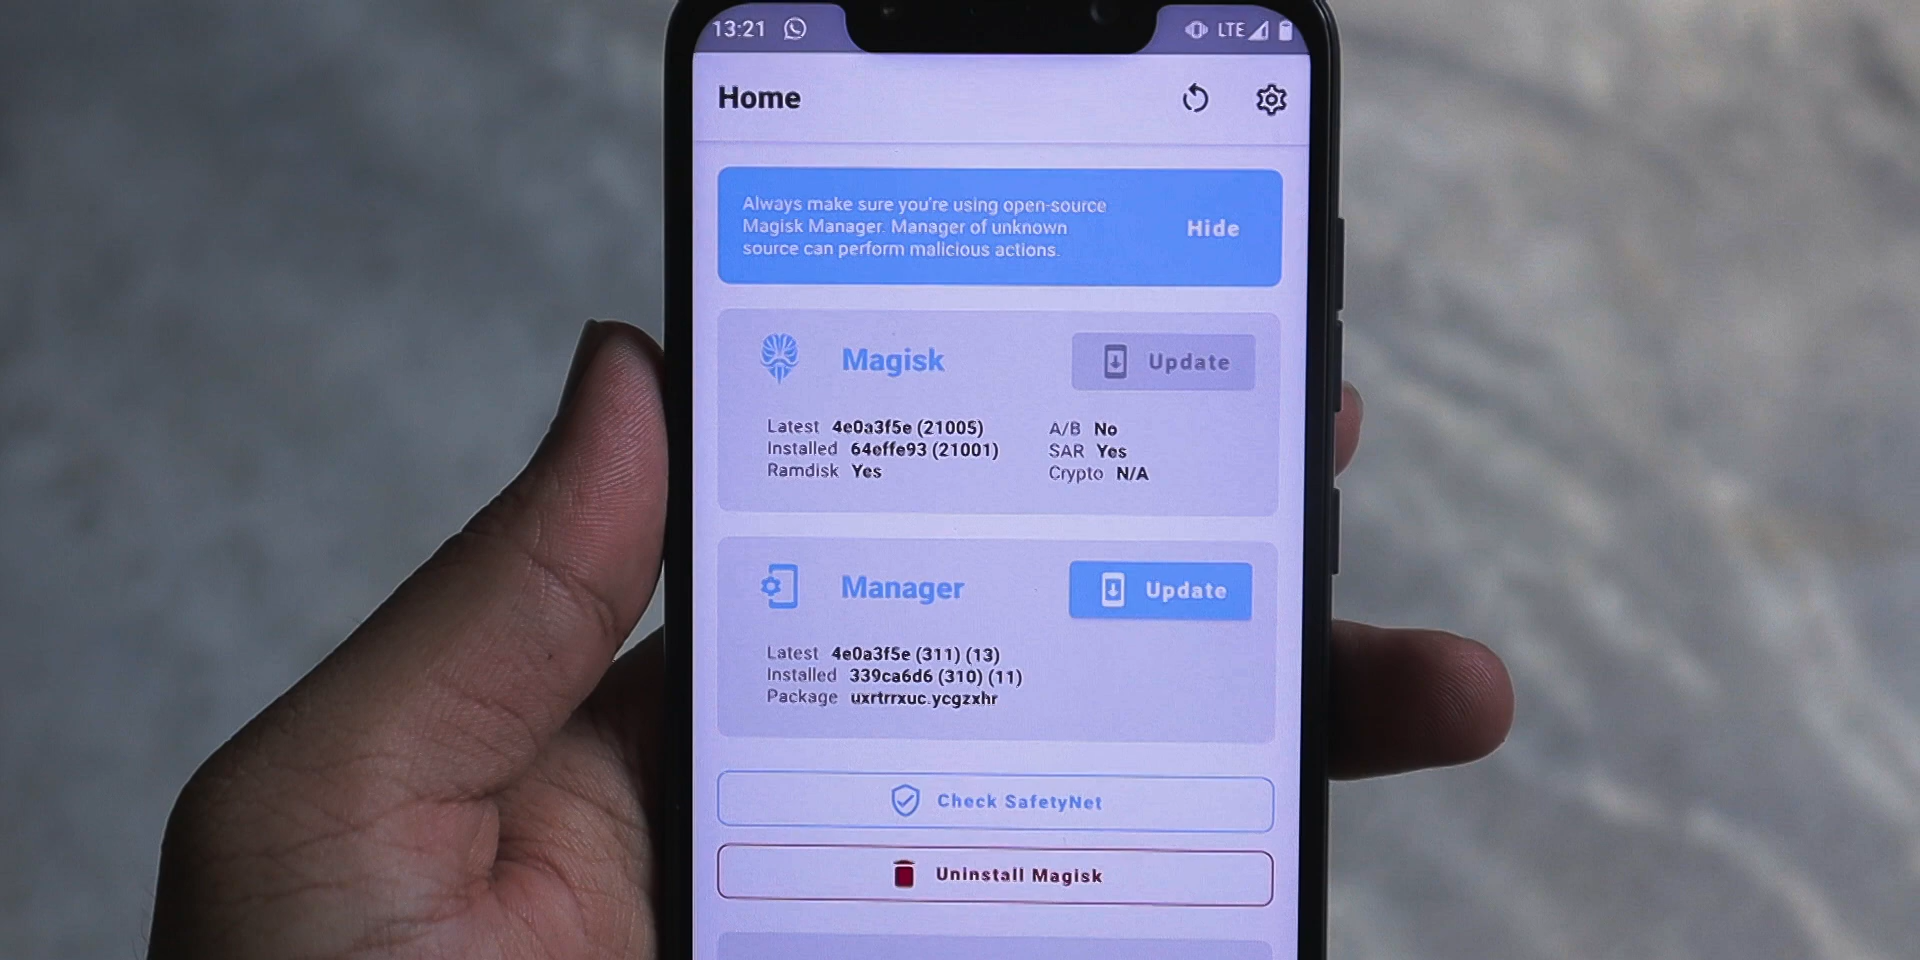 13:21 LTE
Home
Always make sure you're using open-source
Magisk Manager. Manager of unknown
source can perform malicious actions.
Hide
Magisk
Update
Latest 4e0a3f5e (21005)
Installed 64effe93 (21001)
Ramdisk Yes
A/B No
SAR Yes
Crypto N/A
Manager
Update
Latest 4e0a3f5e (311) (13)
Installed 339ca6d6 (310) (11)
Package uxrtrrxuc.ycgzxhr
Check SafetyNet
Uninstall Magisk